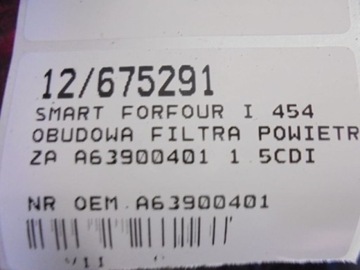 12/675291
SMART FORFOUR I 454
OBUDOWA FILTRA POWIETR
ZA A63900401 1 5CDI
NR OEM A63900401